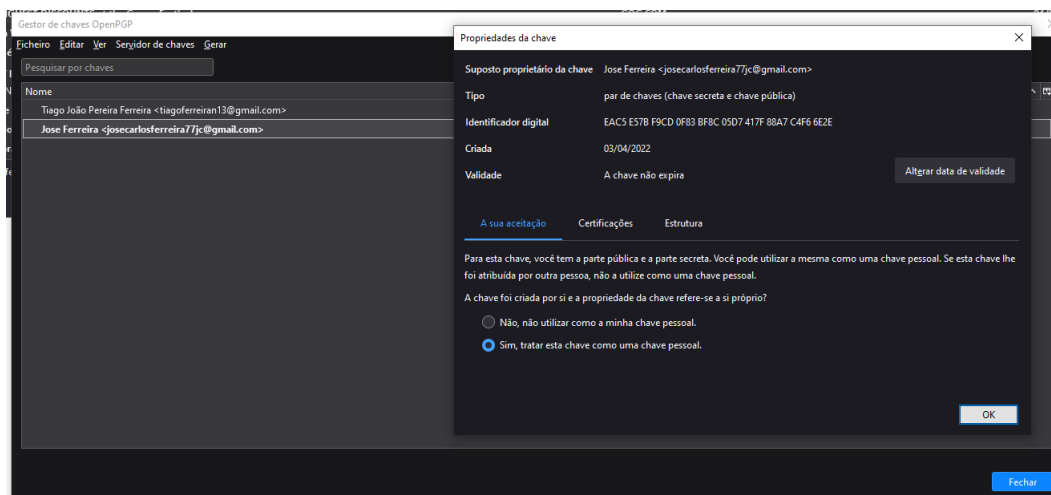 Gestor de chaves OpenPGP
Ficheiro Editar Ver Servidor de chaves Gerar
Pesquisar por chaves
Nome
Tiago João Pereira Ferreira <tiagoferreiran13@gmail.com>
Jose Ferreira <josecarlosferreira77jc@gmail.com>
Propriedades da chave
Suposto proprietário da chave Jose Ferreira <josecarlosferreira77jc@gmail.com>
Tipo par de chaves (chave secreta e chave pública)
Identificador digital EAC5 E57B F9CD 0F83 BF8C 05D7 417F 88A7 C4F6 6E2E
Criada 03/04/2022
Validade A chave não expira
Alterar data de validade
A sua aceitação Certificações Estrutura
Para esta chave, você tem a parte pública e a parte secreta. Você pode utilizar a mesma como uma chave pessoal. Se esta chave lhe
foi atribuída por outra pessoa, não a utilize como uma chave pessoal.
A chave foi criada por si e a propriedade da chave refere-se a si próprio?
Não, não utilizar como a minha chave pessoal.
Sim, tratar esta chave como uma chave pessoal.
OK
Fechar